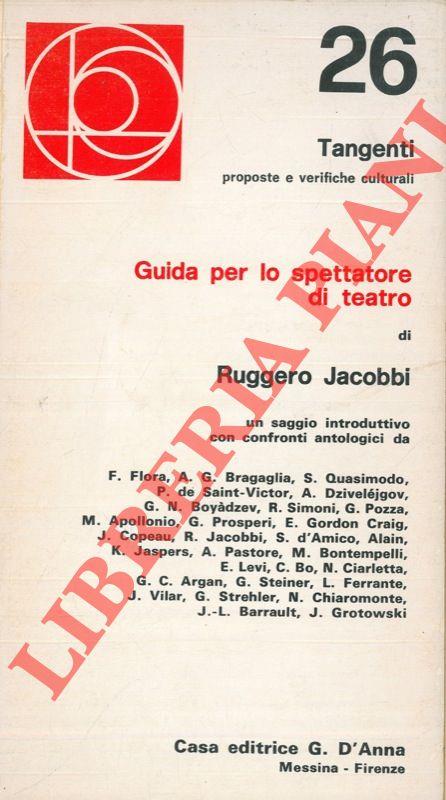 26
Tangenti
proposte e verifiche culturali
Guida per lo spettatore
di teatro
di
Ruggero Jacobbi
un saggio introduttivo
con confronti antologici da
F. Flora, A. G. Bragaglia, S. Quasimodo,
P. de Saint-Victor, A. Dziveléjgov,
G. N. Boyàdzev, R. Simoni, G. Pozza,
M. Apollonio, G. Prosperi, E. Gordon Craig,
J. Copeau, R. Jacobbi, S. d'Amico, Alain,
K. Jaspers, A. Pastore, M. Bontempelli,
E. Levi, C. Bo, N. Ciarletta,
G. C. Argan, G. Steiner, L. Ferrante,
J. Vilar, G. Strehler, N. Chiaromonte,
J.-L. Barrault, J. Grotowski
Casa editrice G. D'Anna
Messina - Firenze
LIBRERIA PIANI